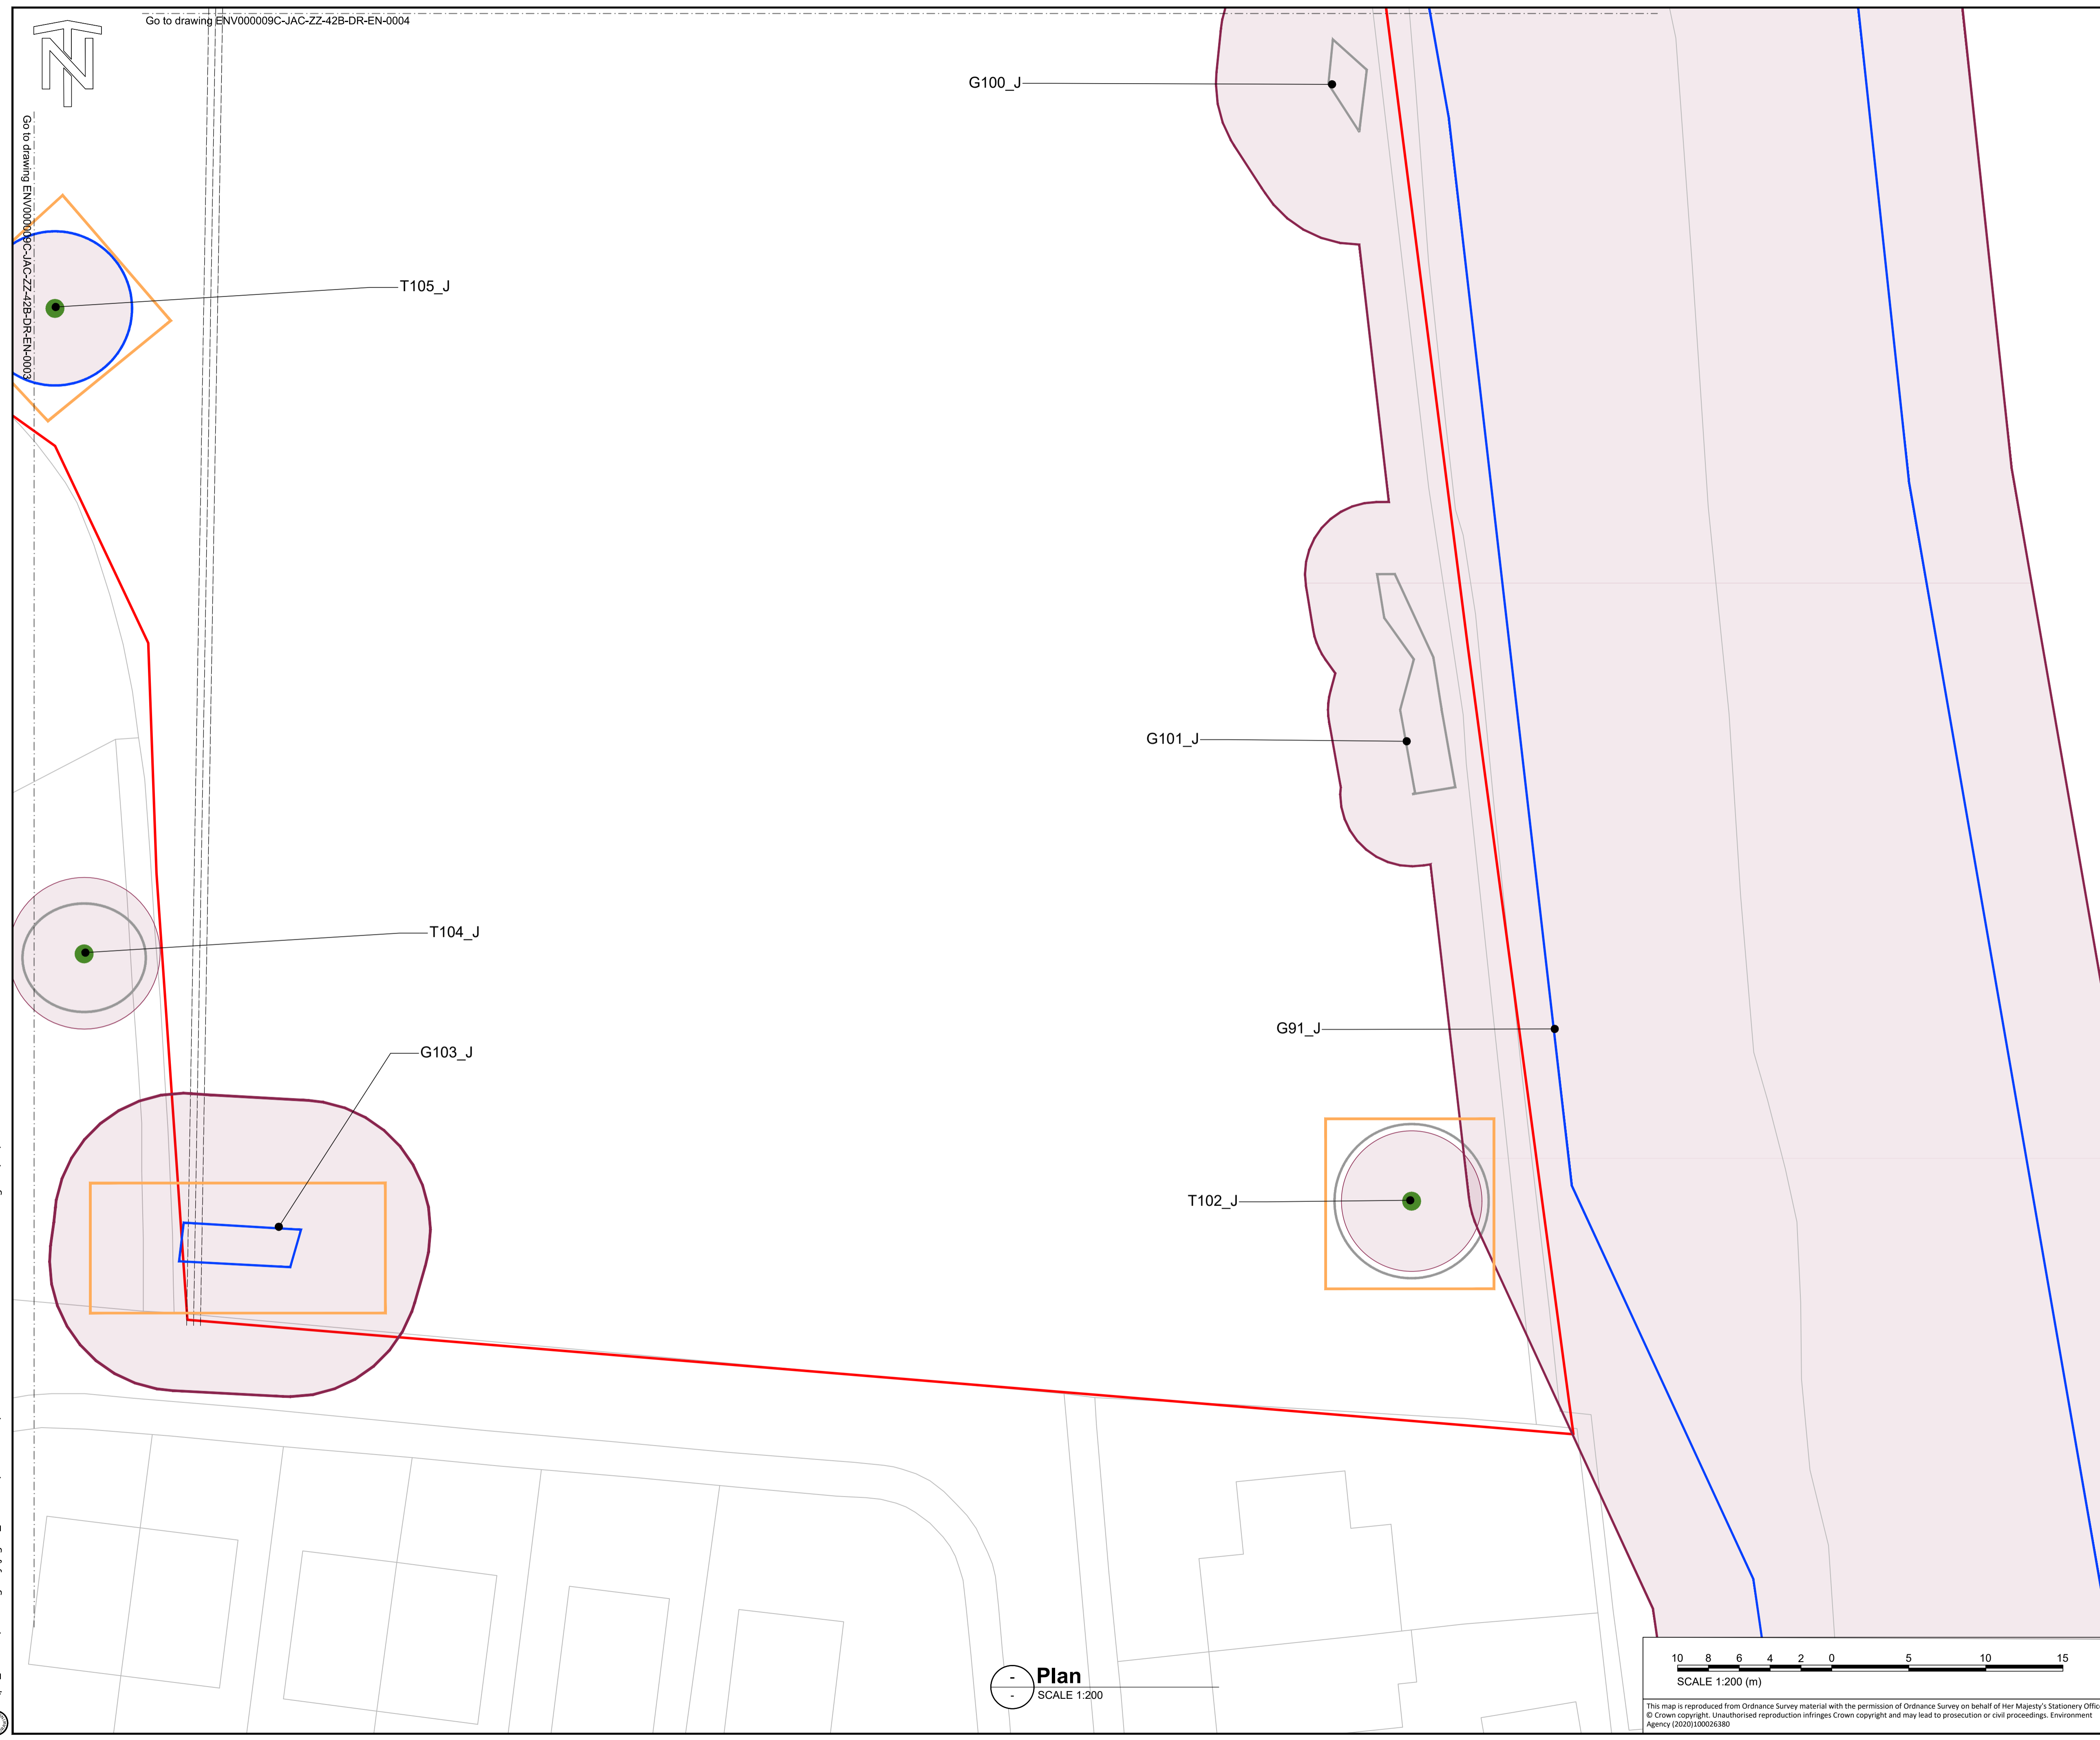 Go to drawing ENV000009C-JAC-ZZ-42B-DR-EN-0004
N
Go to drawing ENV000009C-JAC-ZZ-42B-DR-EN-0003
G100_J
T105_J
G101_J
T104_J
G91_J
G103_J
T102_J
-
-
Plan
SCALE 1:200
10 8 6 4 2 0 5 10 15
SCALE 1:200 (m)
This map is reproduced from Ordnance Survey material with the permission of Ordnance Survey on behalf of Her Majesty's Stationery Offic
© Crown copyright. Unauthorised reproduction infringes Crown copyright and may lead to prosecution or civil proceedings. Environment
Agency (2020)100026380